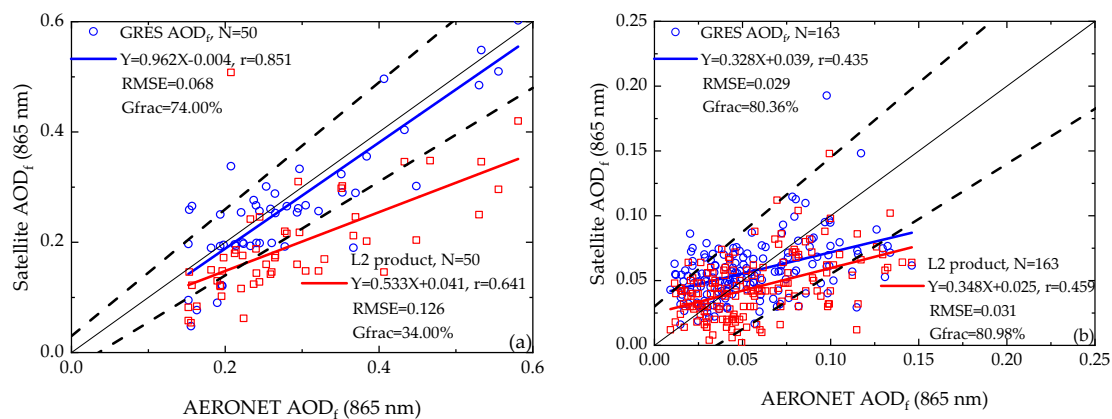 0.6
0.4
0.2
0.0
Satellite AOD_f (865 nm)
GRES AOD_f, N=50
Y=0.962X-0.004, r=0.851
RMSE=0.068
Gfrac=74.00%
L2 product, N=50
Y=0.533X+0.041, r=0.641
RMSE=0.126
Gfrac=34.00%
(a)
0.0 0.2 0.4 0.6
AERONET AOD_f (865 nm)
0.25
0.20
0.15
0.10
0.05
0.00
Satellite AOD_f (865 nm)
GRES AOD_f, N=163
Y=0.328X+0.039, r=0.435
RMSE=0.029
Gfrac=80.36%
L2 product, N=163
Y=0.348X+0.025, r=0.459
RMSE=0.031
Gfrac=80.98%
(b)
0.00 0.05 0.10 0.15 0.20 0.25
AERONET AOD_f (865 nm)